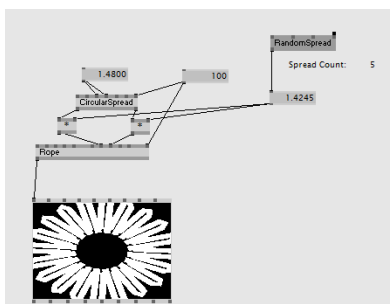 RandomSpread
Spread Count: 5
1.4800
100
CircularSpread
1.4245
*
*
Rope